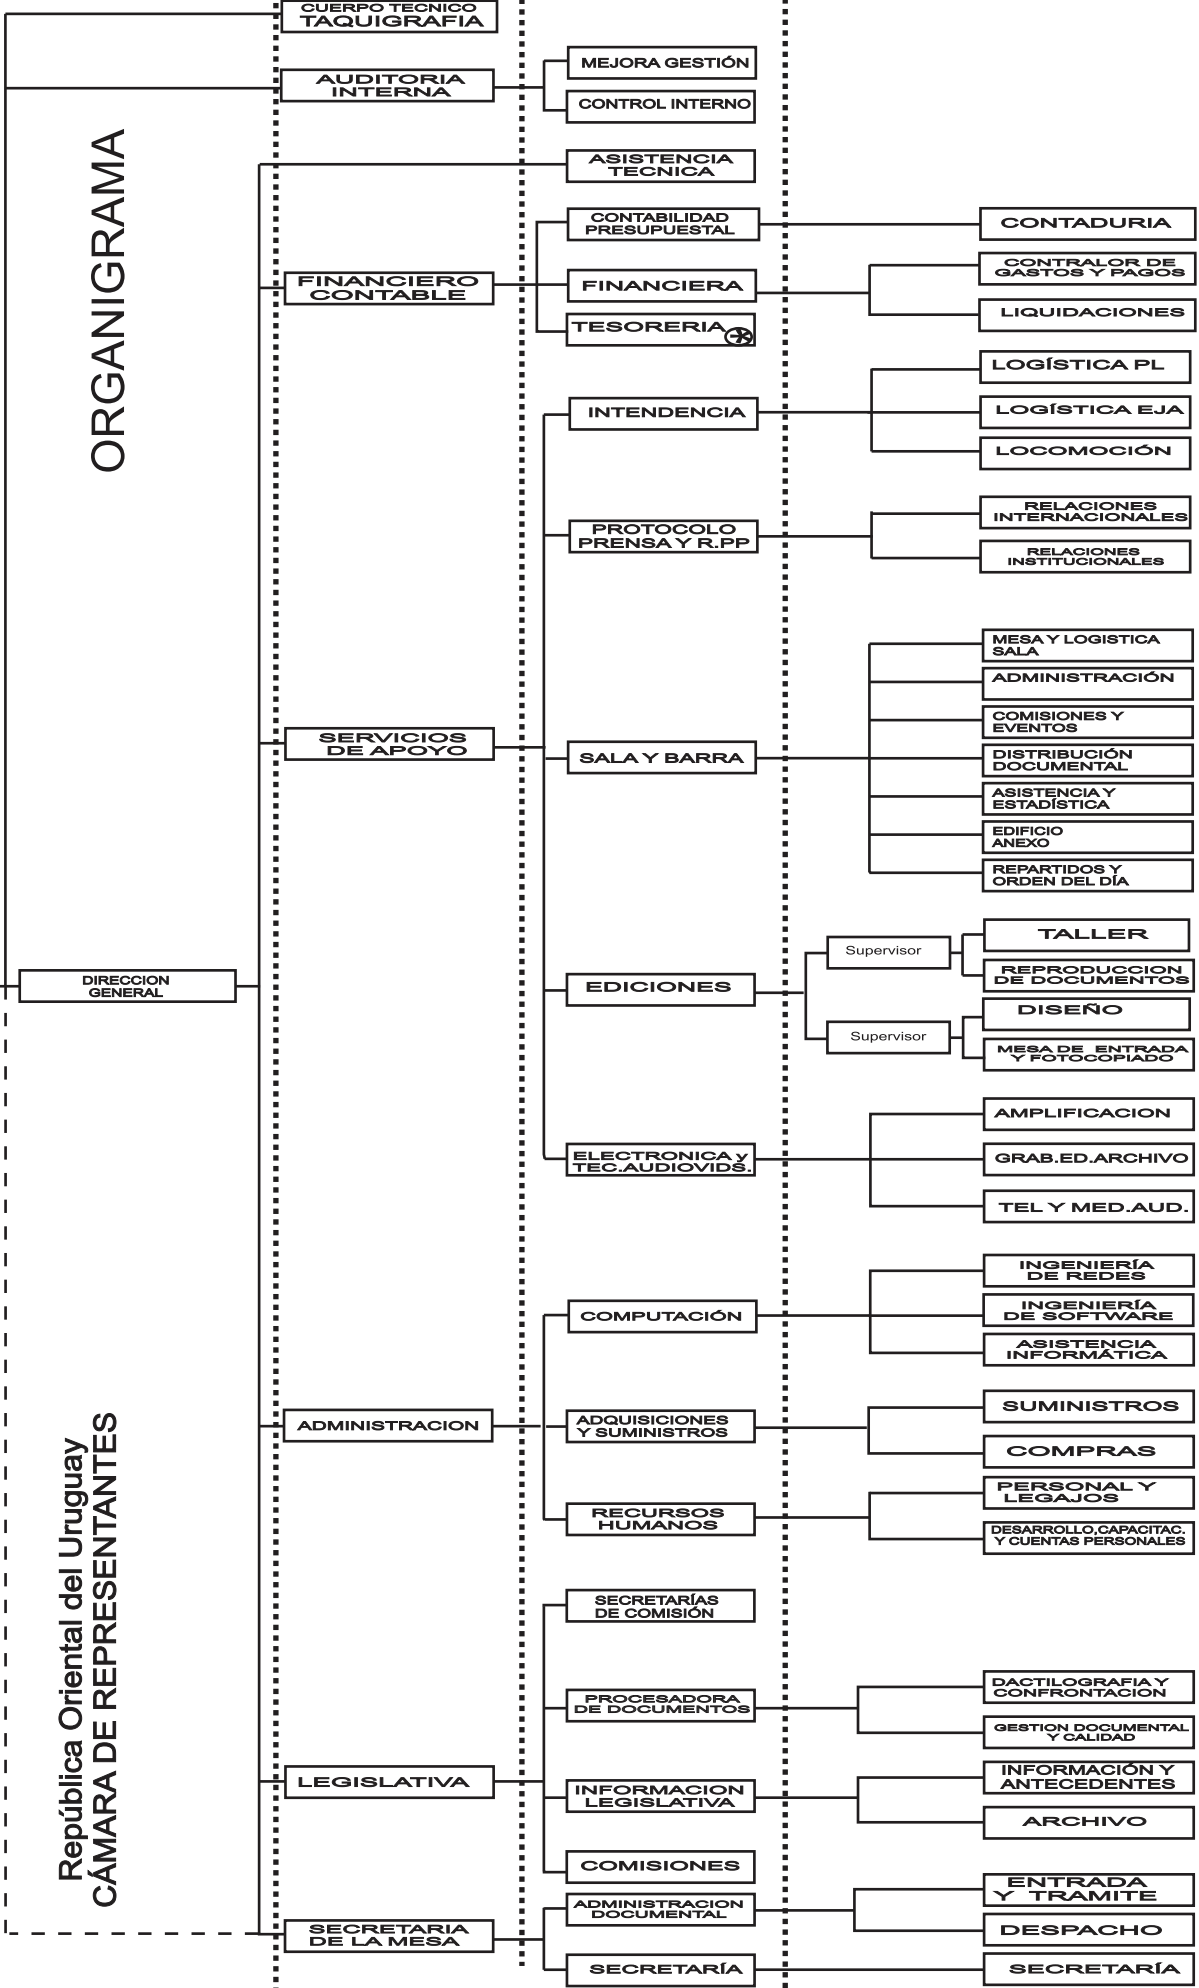 CUERPO TECNICO
TAQUIGRAFIA
AUDITORIA
INTERNA
MEJORA GESTIÓN
CONTROL INTERNO
ORGANIGRAMA
ASISTENCIA
TECNICA
FINANCIERO
CONTABLE
CONTABILIDAD
PRESUPUESTAL
CONTADURIA
FINANCIERA
CONTRALOR DE
GASTOS Y PAGOS
LIQUIDACIONES
TESORERIA *
SERVICIOS
DE APOYO
INTENDENCIA
LOGÍSTICA PL
LOGÍSTICA EJA
LOCOMOCIÓN
PROTOCOLO
PRENSA Y R.PP
RELACIONES
INTERNACIONALES
RELACIONES
INSTITUCIONALES
SALA Y BARRA
MESA Y LOGISTICA
SALA
ADMINISTRACIÓN
COMISIONES Y
EVENTOS
DISTRIBUCIÓN
DOCUMENTAL
ASISTENCIA Y
ESTADÍSTICA
EDIFICIO
ANEXO
REPARTIDOS Y
ORDEN DEL DÍA
DIRECCION
GENERAL
EDICIONES
Supervisor
TALLER
REPRODUCCION
DE DOCUMENTOS
Supervisor
DISEÑO
MESA DE ENTRADA
Y FOTOCOPIADO
ELECTRONICA y
TEC.AUDIOVIDS.
AMPLIFICACION
GRAB.ED.ARCHIVO
TEL Y MED.AUD.
ADMINISTRACION
COMPUTACIÓN
INGENIERÍA
DE REDES
INGENIERÍA
DE SOFTWARE
ASISTENCIA
INFORMÁTICA
ADQUISICIONES
Y SUMINISTROS
SUMINISTROS
COMPRAS
RECURSOS
HUMANOS
PERSONAL Y
LEGAJOS
DESARROLLO,CAPACITAC.
Y CUENTAS PERSONALES
República Oriental del Uruguay
CÁMARA DE REPRESENTANTES
LEGISLATIVA
SECRETARÍAS
DE COMISIÓN
PROCESADORA
DE DOCUMENTOS
DACTILOGRAFIA Y
CONFRONTACION
GESTION DOCUMENTAL
Y CALIDAD
INFORMACION
LEGISLATIVA
INFORMACIÓN Y
ANTECEDENTES
ARCHIVO
COMISIONES
SECRETARIA
DE LA MESA
ADMINISTRACION
DOCUMENTAL
ENTRADA
Y TRAMITE
DESPACHO
SECRETARÍA
SECRETARÍA